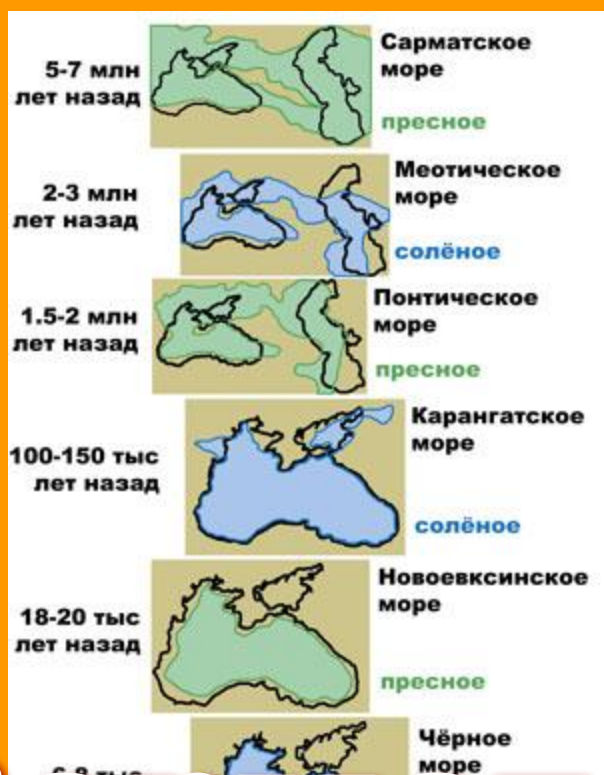 5-7 млн
лет назад
Сарматское
море
пресное
2-3 млн
лет назад
Меотическое
море
солёное
1.5-2 млн
лет назад
Понтическое
море
пресное
100-150 тыс
лет назад
Карангатское
море
солёное
18-20 тыс
лет назад
Новоевксинское
море
пресное
Чёрное
море